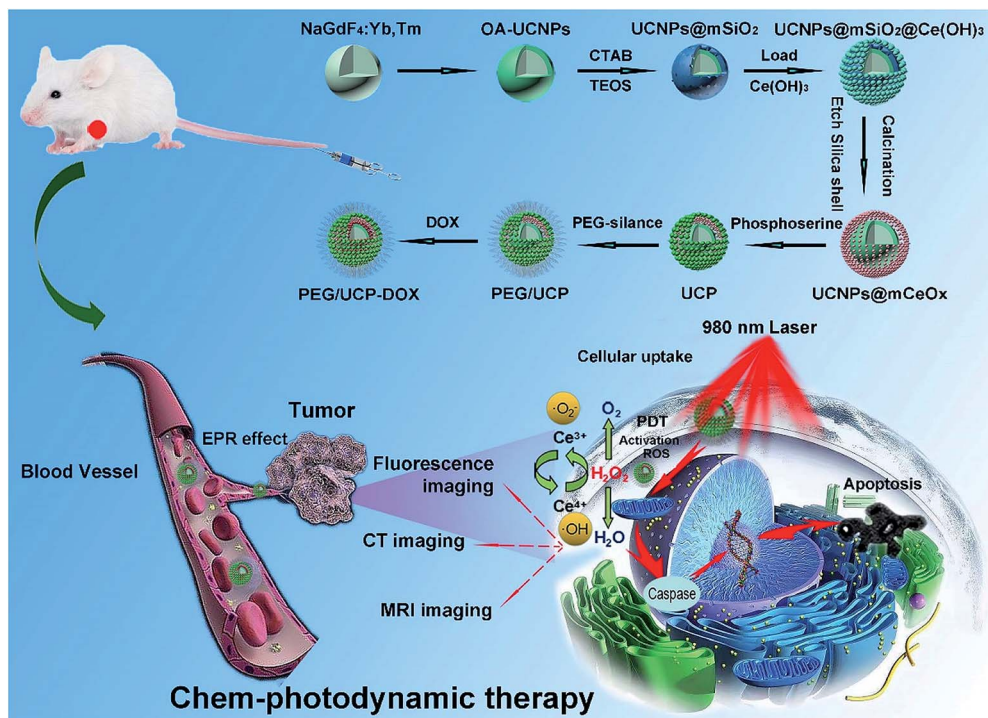 NaGdF₄:Yb,Tm
OA-UCNPs
UCNPs@mSiO₂
UCNPs@mSiO₂@Ce(OH)₃
CTAB
TEOS
Load
Ce(OH)₃
Calcination
Etch Silica shell
DOX
PEG-silance
Phosphoserine
PEG/UCP-DOX
PEG/UCP
UCP
UCNPs@mCeOx
980 nm Laser
Cellular uptake
Tumor
EPR effect
Blood Vessel
Fluorescence
imaging
CT imaging
MRI imaging
·O₂⁻
O₂
Ce³⁺
H₂O₂
Ce⁴⁺
·OH
H₂O
PDT
Activation
ROS
Apoptosis
Caspase
Chem-photodynamic therapy